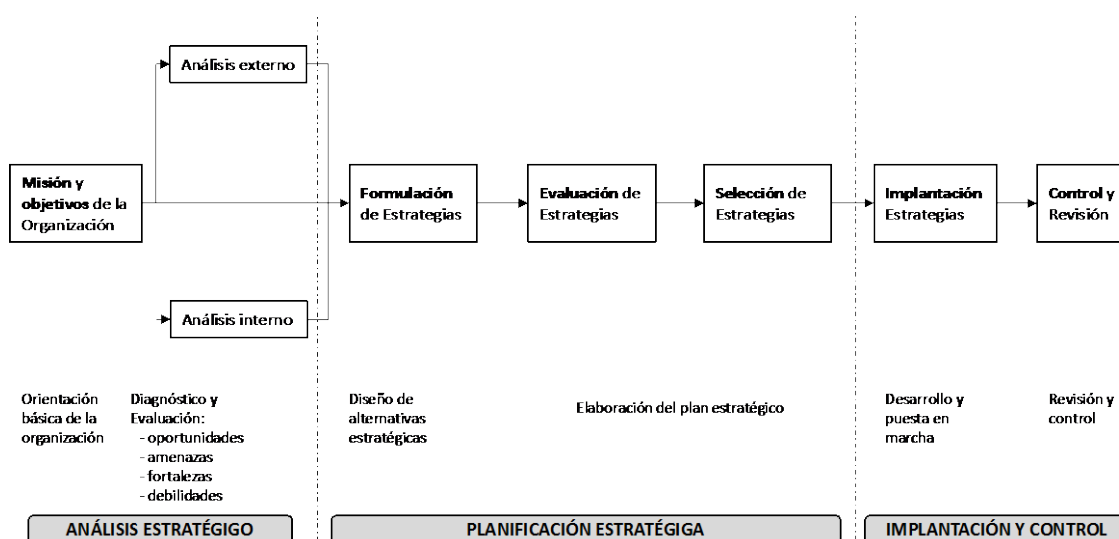 Análisis externo
Misión y
objetivos de la
Organización
Formulación
de Estrategias
Evaluación de
Estrategias
Selección de
Estrategias
Implantación
Estrategias
Control y
Revisión
Análisis interno
Orientación
básica de la
organización
Diagnóstico y
Evaluación:
- oportunidades
- amenazas
- fortalezas
- debilidades
Diseño de
alternativas
estratégicas
Elaboración del plan estratégico
Desarrollo y
puesta en
marcha
Revisión y
control
ANÁLISIS ESTRATÉGIGO
PLANIFICACIÓN ESTRATÉGIGA
IMPLANTACIÓN Y CONTROL